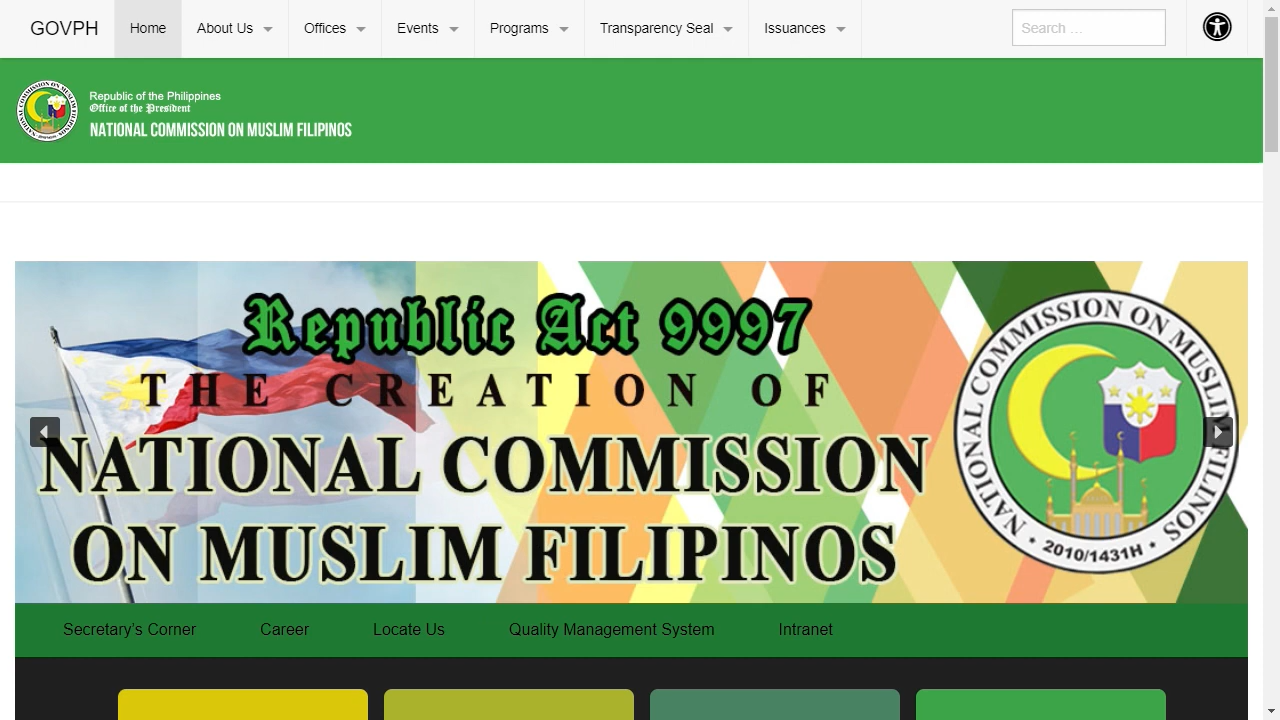 GOVPH
Home
About Us
Offices
Events
Programs
Transparency Seal
Issuances
Search ...
Republic of the Philippines
Office of the President
NATIONAL COMMISSION ON MUSLIM FILIPINOS
Republic Act 9997
THE CREATION OF
NATIONAL COMMISSION
ON MUSLIM FILIPINOS
NATIONAL COMMISSION ON MUSLIM FILIPINOS
• 2010/1431H •
Secretary's Corner
Career
Locate Us
Quality Management System
Intranet